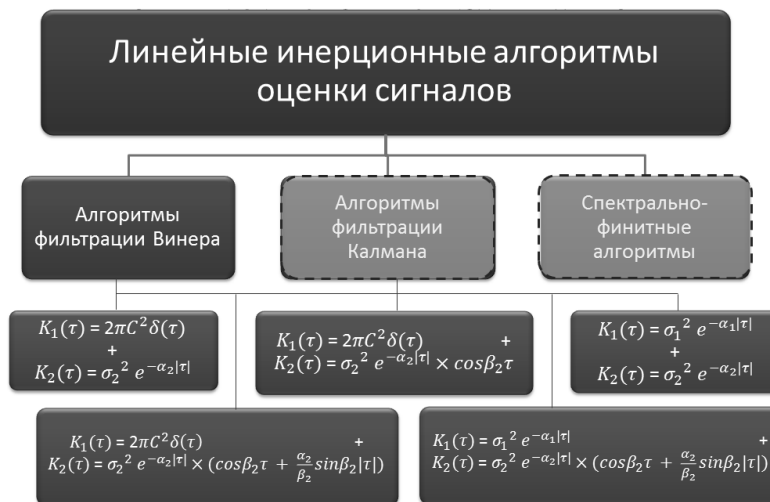 Линейные инерционные алгоритмы
оценки сигналов
Алгоритмы
фильтрации Винера
Алгоритмы
фильтрации
Калмана
Спектрально-
финитные
алгоритмы
K₁(τ) = 2πC²δ(τ)
+
K₂(τ) = σ₂² e^{−α₂|τ|}
K₁(τ) = 2πC²δ(τ) +
K₂(τ) = σ₂² e^{−α₂|τ|} × cosβ₂τ
K₁(τ) = σ₁² e^{−α₁|τ|}
+
K₂(τ) = σ₂² e^{−α₂|τ|}
K₁(τ) = 2πC²δ(τ) +
K₂(τ) = σ₂² e^{−α₂|τ|} × (cosβ₂τ + α₂/β₂ sinβ₂|τ|)
K₁(τ) = σ₁² e^{−α₁|τ|} +
K₂(τ) = σ₂² e^{−α₂|τ|} × (cosβ₂τ + α₂/β₂ sinβ₂|τ|)